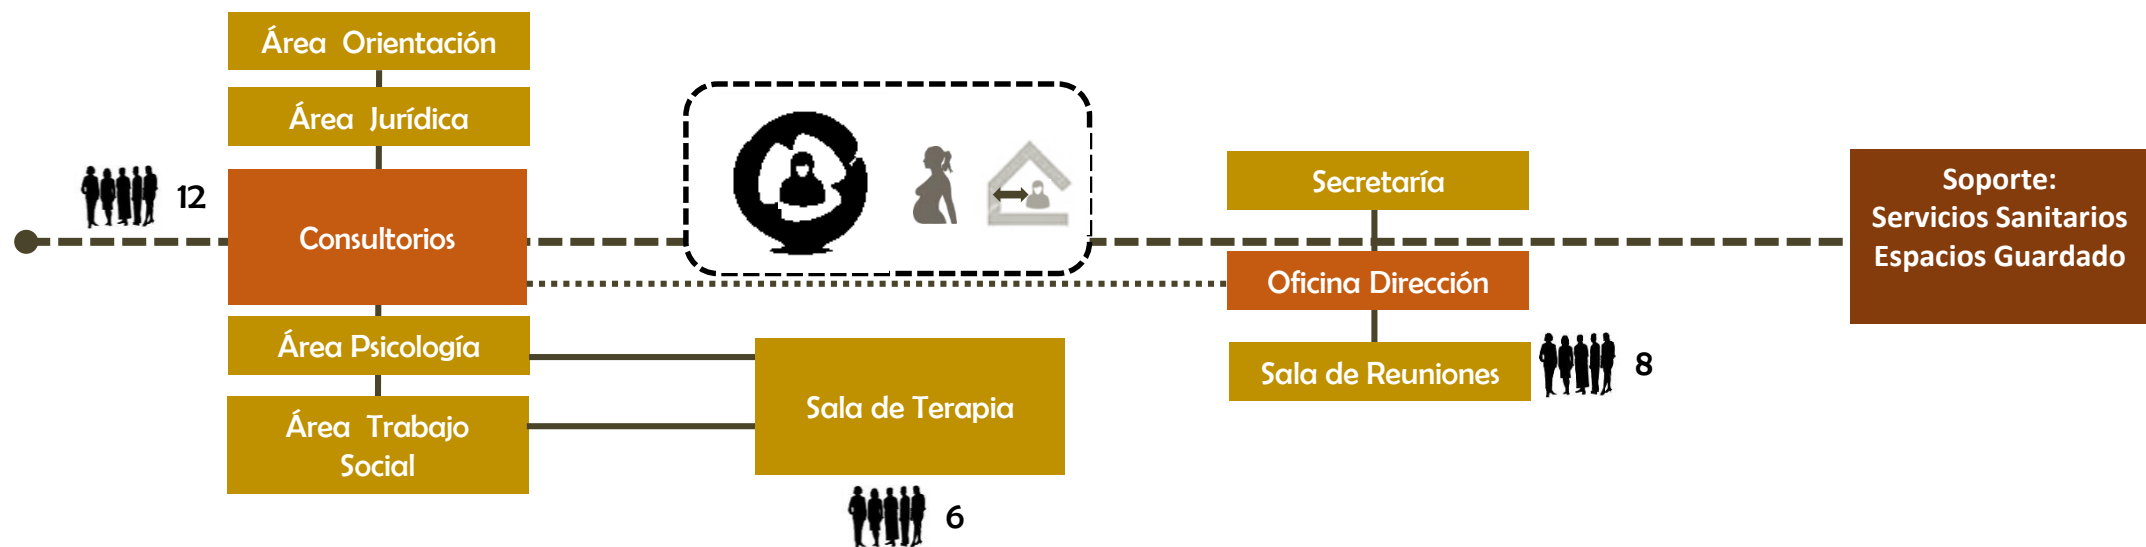 Área Orientación
Área Jurídica
12
Consultorios
Área Psicología
Área Trabajo
Social
Sala de Terapia
6
Secretaría
Oficina Dirección
Sala de Reuniones
8
Soporte:
Servicios Sanitarios
Espacios Guardado